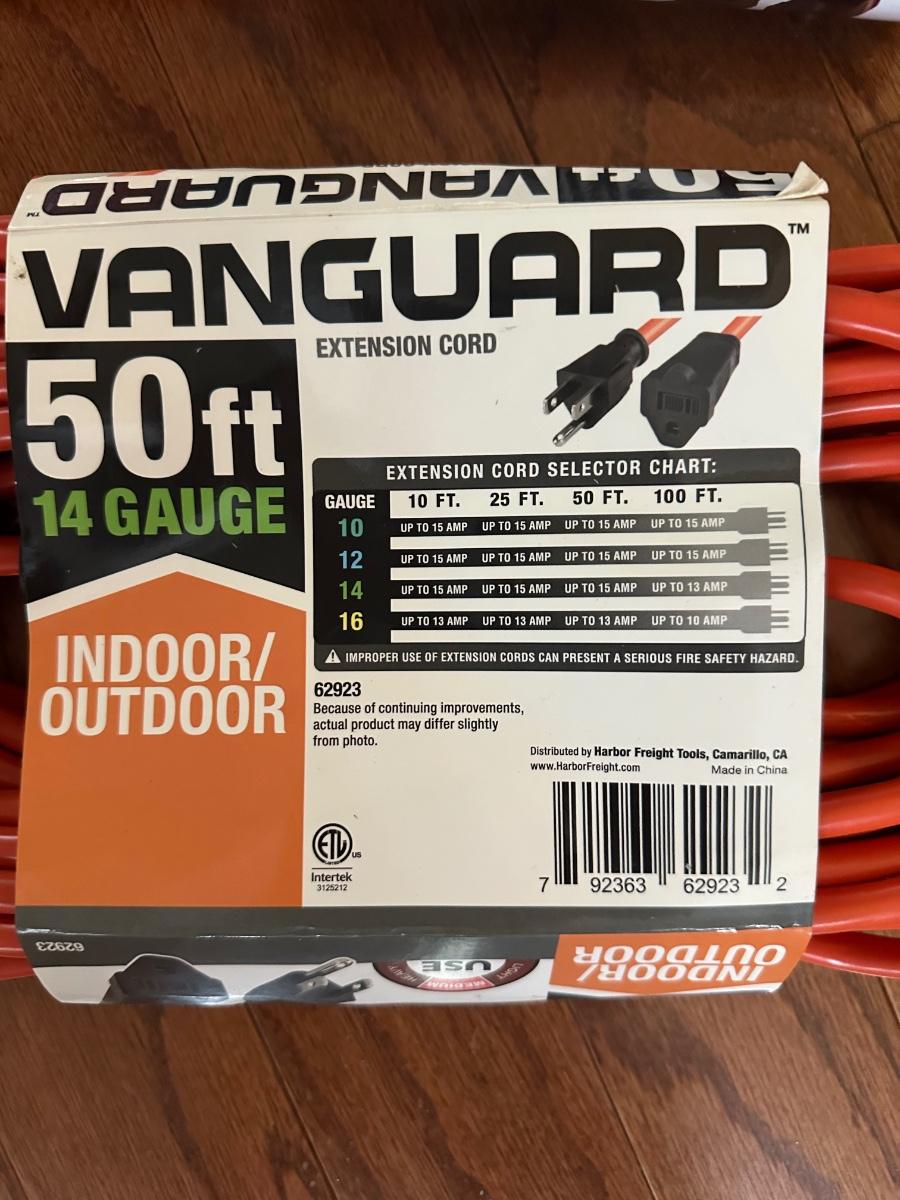 50ft VANGUARD™
VANGUARD™
EXTENSION CORD
50ft
14 GAUGE
INDOOR/
OUTDOOR
EXTENSION CORD SELECTOR CHART:
GAUGE 10 FT. 25 FT. 50 FT. 100 FT.
10 UP TO 15 AMP UP TO 15 AMP UP TO 15 AMP UP TO 15 AMP
12 UP TO 15 AMP UP TO 15 AMP UP TO 15 AMP UP TO 15 AMP
14 UP TO 15 AMP UP TO 15 AMP UP TO 15 AMP UP TO 13 AMP
16 UP TO 13 AMP UP TO 13 AMP UP TO 13 AMP UP TO 10 AMP
⚠ IMPROPER USE OF EXTENSION CORDS CAN PRESENT A SERIOUS FIRE SAFETY HAZARD.
62923
Because of continuing improvements,
actual product may differ slightly
from photo.
Distributed by Harbor Freight Tools, Camarillo, CA
www.HarborFreight.com Made in China
ETL US
Intertek
3125212
7 92363 62923 2
INDOOR/
OUTDOOR
LIGHT MEDIUM HEAVY
USE
62923